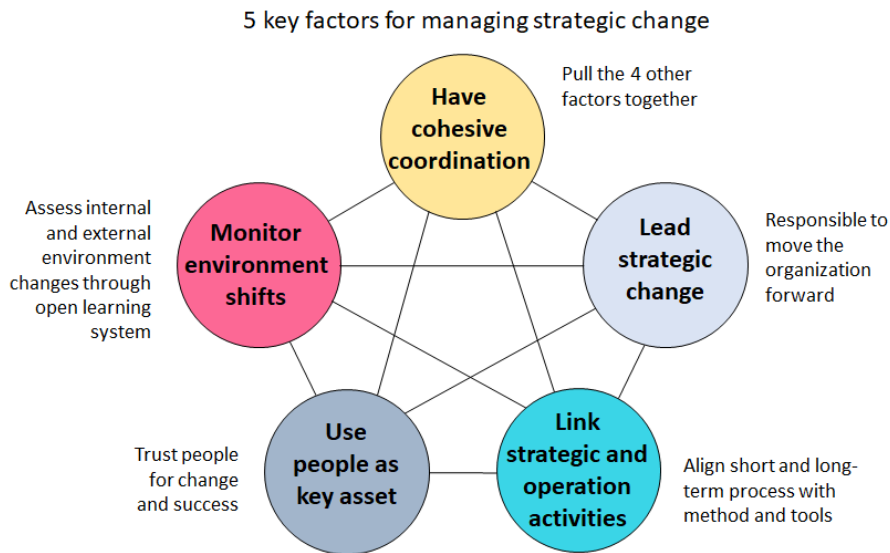 5 key factors for managing strategic change
Have
cohesive
coordination
Pull the 4 other
factors together
Assess internal
and external
environment
changes through
open learning
system
Monitor
environment
shifts
Lead
strategic
change
Responsible to
move the
organization
forward
Trust people
for change
and success
Use
people as
key asset
Link
strategic and
operation
activities
Align short and long-
term process with
method and tools